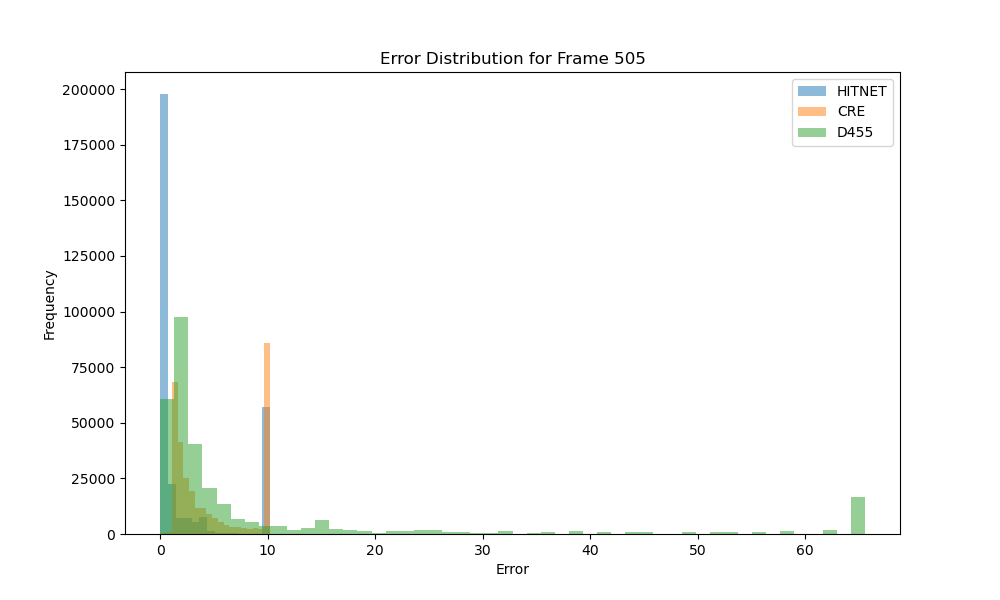 Error Distribution for Frame 505
HITNET
CRE
D455
200000
175000
150000
125000
100000
75000
50000
25000
0
Frequency
0 10 20 30 40 50 60
Error